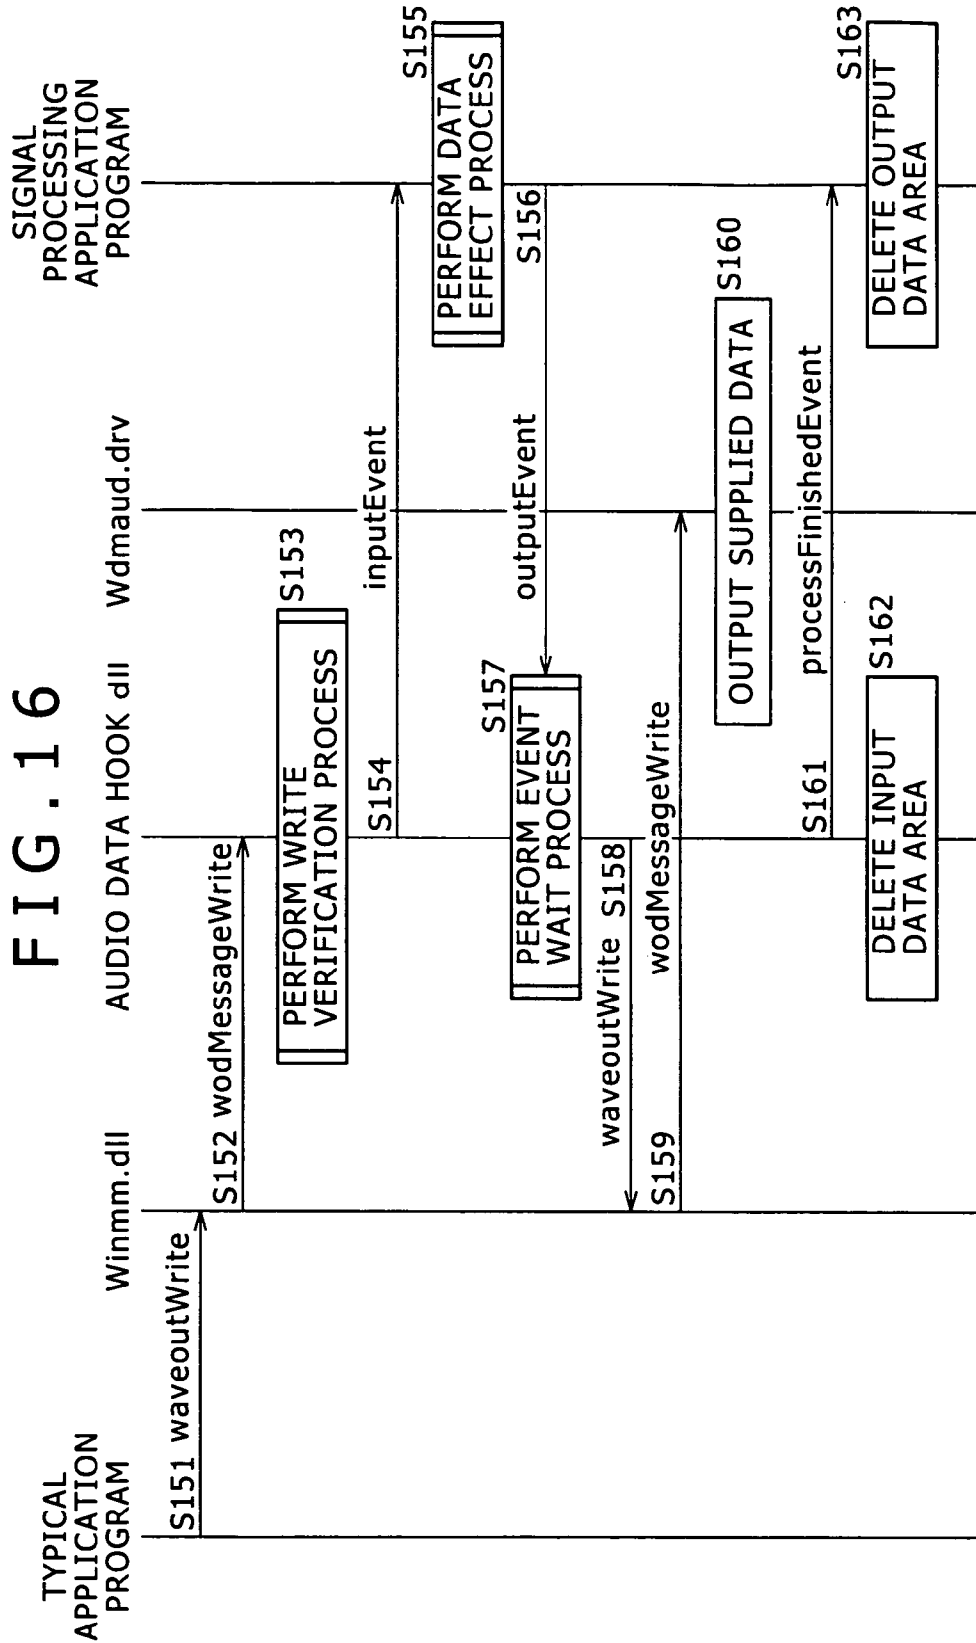 FIG.16
TYPICAL
APPLICATION
PROGRAM
Winmm.dll
AUDIO DATA HOOK dll
Wdmaud.drv
SIGNAL
PROCESSING
APPLICATION
PROGRAM
S151 waveoutWrite
S152 wodMessageWrite
PERFORM WRITE
VERIFICATION PROCESS
S153
S154
inputEvent
S155
PERFORM DATA
EFFECT PROCESS
S156
outputEvent
S157
PERFORM EVENT
WAIT PROCESS
waveoutWrite S158
S159
wodMessageWrite
S160
OUTPUT SUPPLIED DATA
S161
processFinishedEvent
S162
DELETE INPUT
DATA AREA
S163
DELETE OUTPUT
DATA AREA